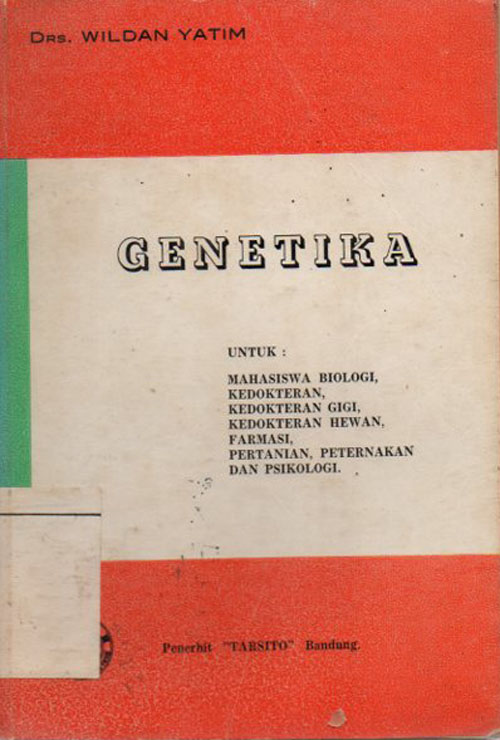 DRS. WILDAN YATIM
GENETIKA
UNTUK :
MAHASISWA BIOLOGI,
KEDOKTERAN,
KEDOKTERAN GIGI,
KEDOKTERAN HEWAN,
FARMASI,
PERTANIAN, PETERNAKAN
DAN PSIKOLOGI.
Penerbit "TARSITO" Bandung.